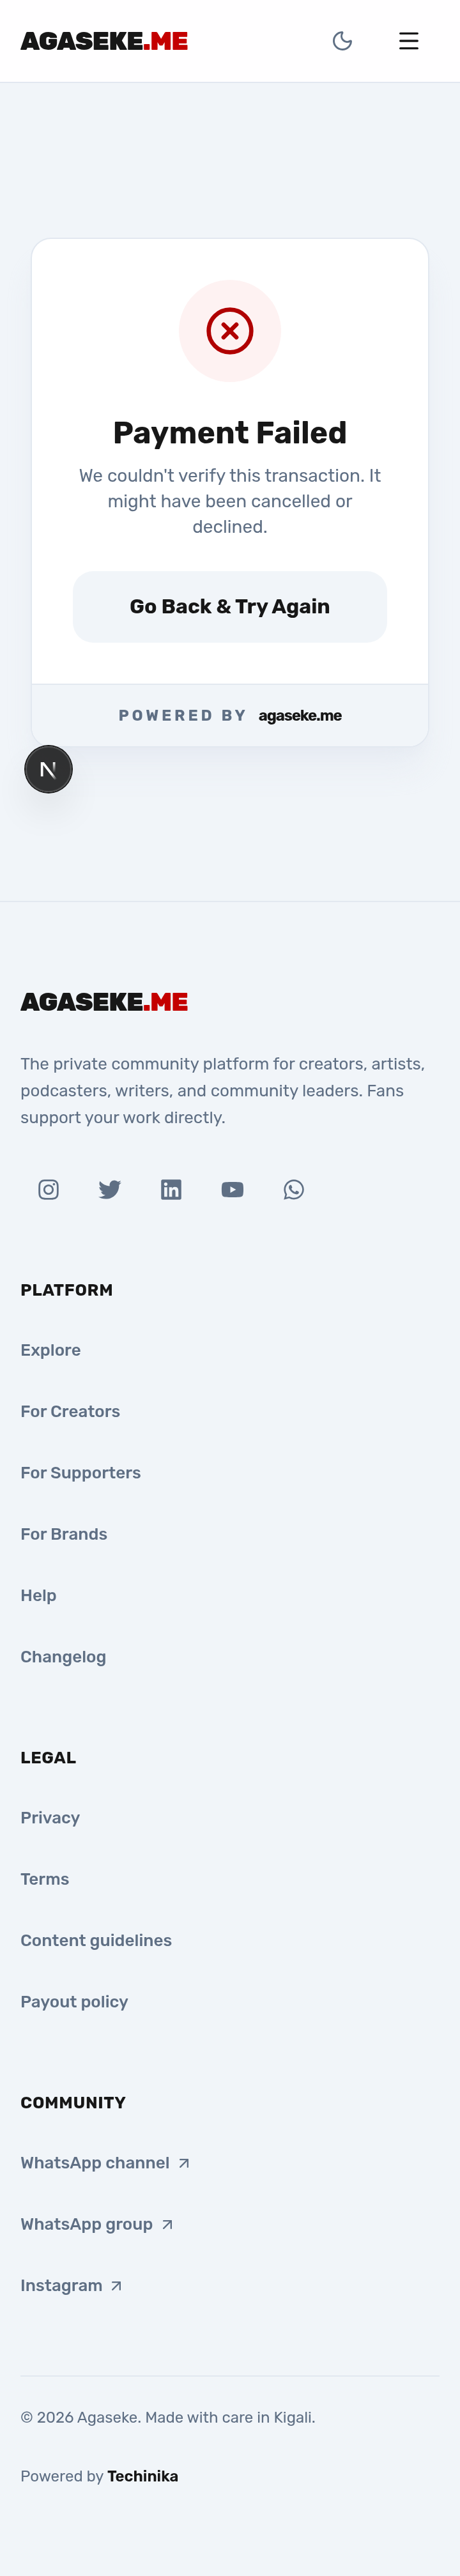 AGASEKE.ME
Payment Failed
We couldn't verify this transaction. It
might have been cancelled or
declined.
Go Back & Try Again
POWERED BY agaseke.me
N
AGASEKE.ME
The private community platform for creators, artists,
podcasters, writers, and community leaders. Fans
support your work directly.
PLATFORM
Explore
For Creators
For Supporters
For Brands
Help
Changelog
LEGAL
Privacy
Terms
Content guidelines
Payout policy
COMMUNITY
WhatsApp channel
WhatsApp group
Instagram
© 2026 Agaseke. Made with care in Kigali.
Powered by Techinika